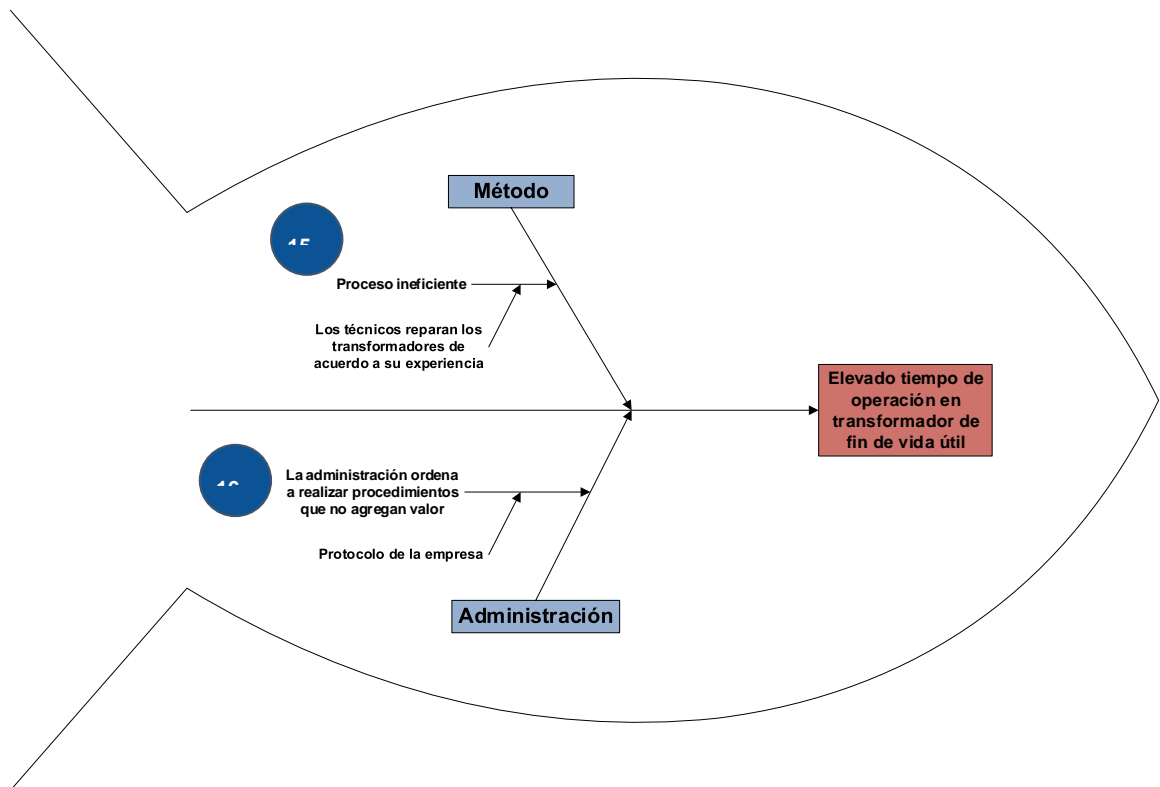 Método
Proceso ineficiente
Los técnicos reparan los
transformadores de
acuerdo a su experiencia
Elevado tiempo de
operación en
transformador de
fin de vida útil
La administración ordena
a realizar procedimientos
que no agregan valor
Protocolo de la empresa
Administración